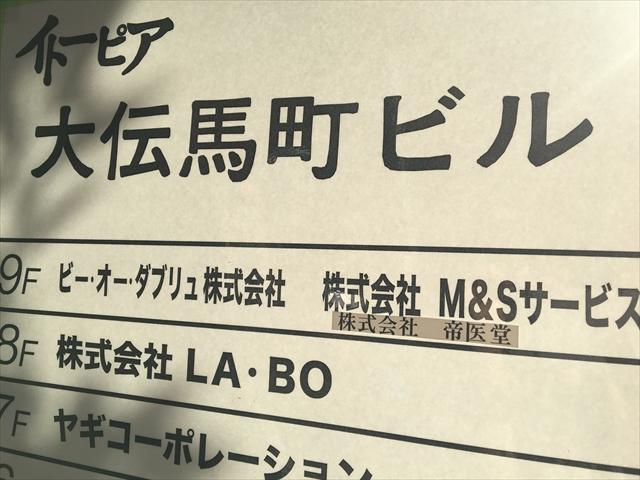 イトーピア
大伝馬町ビル
9F ビー・オー・ダブリュ株式会社 株式会社 M&Sサービス
株式会社 帝医堂
8F 株式会社 LA・BO
7F ヤギコーポレーション